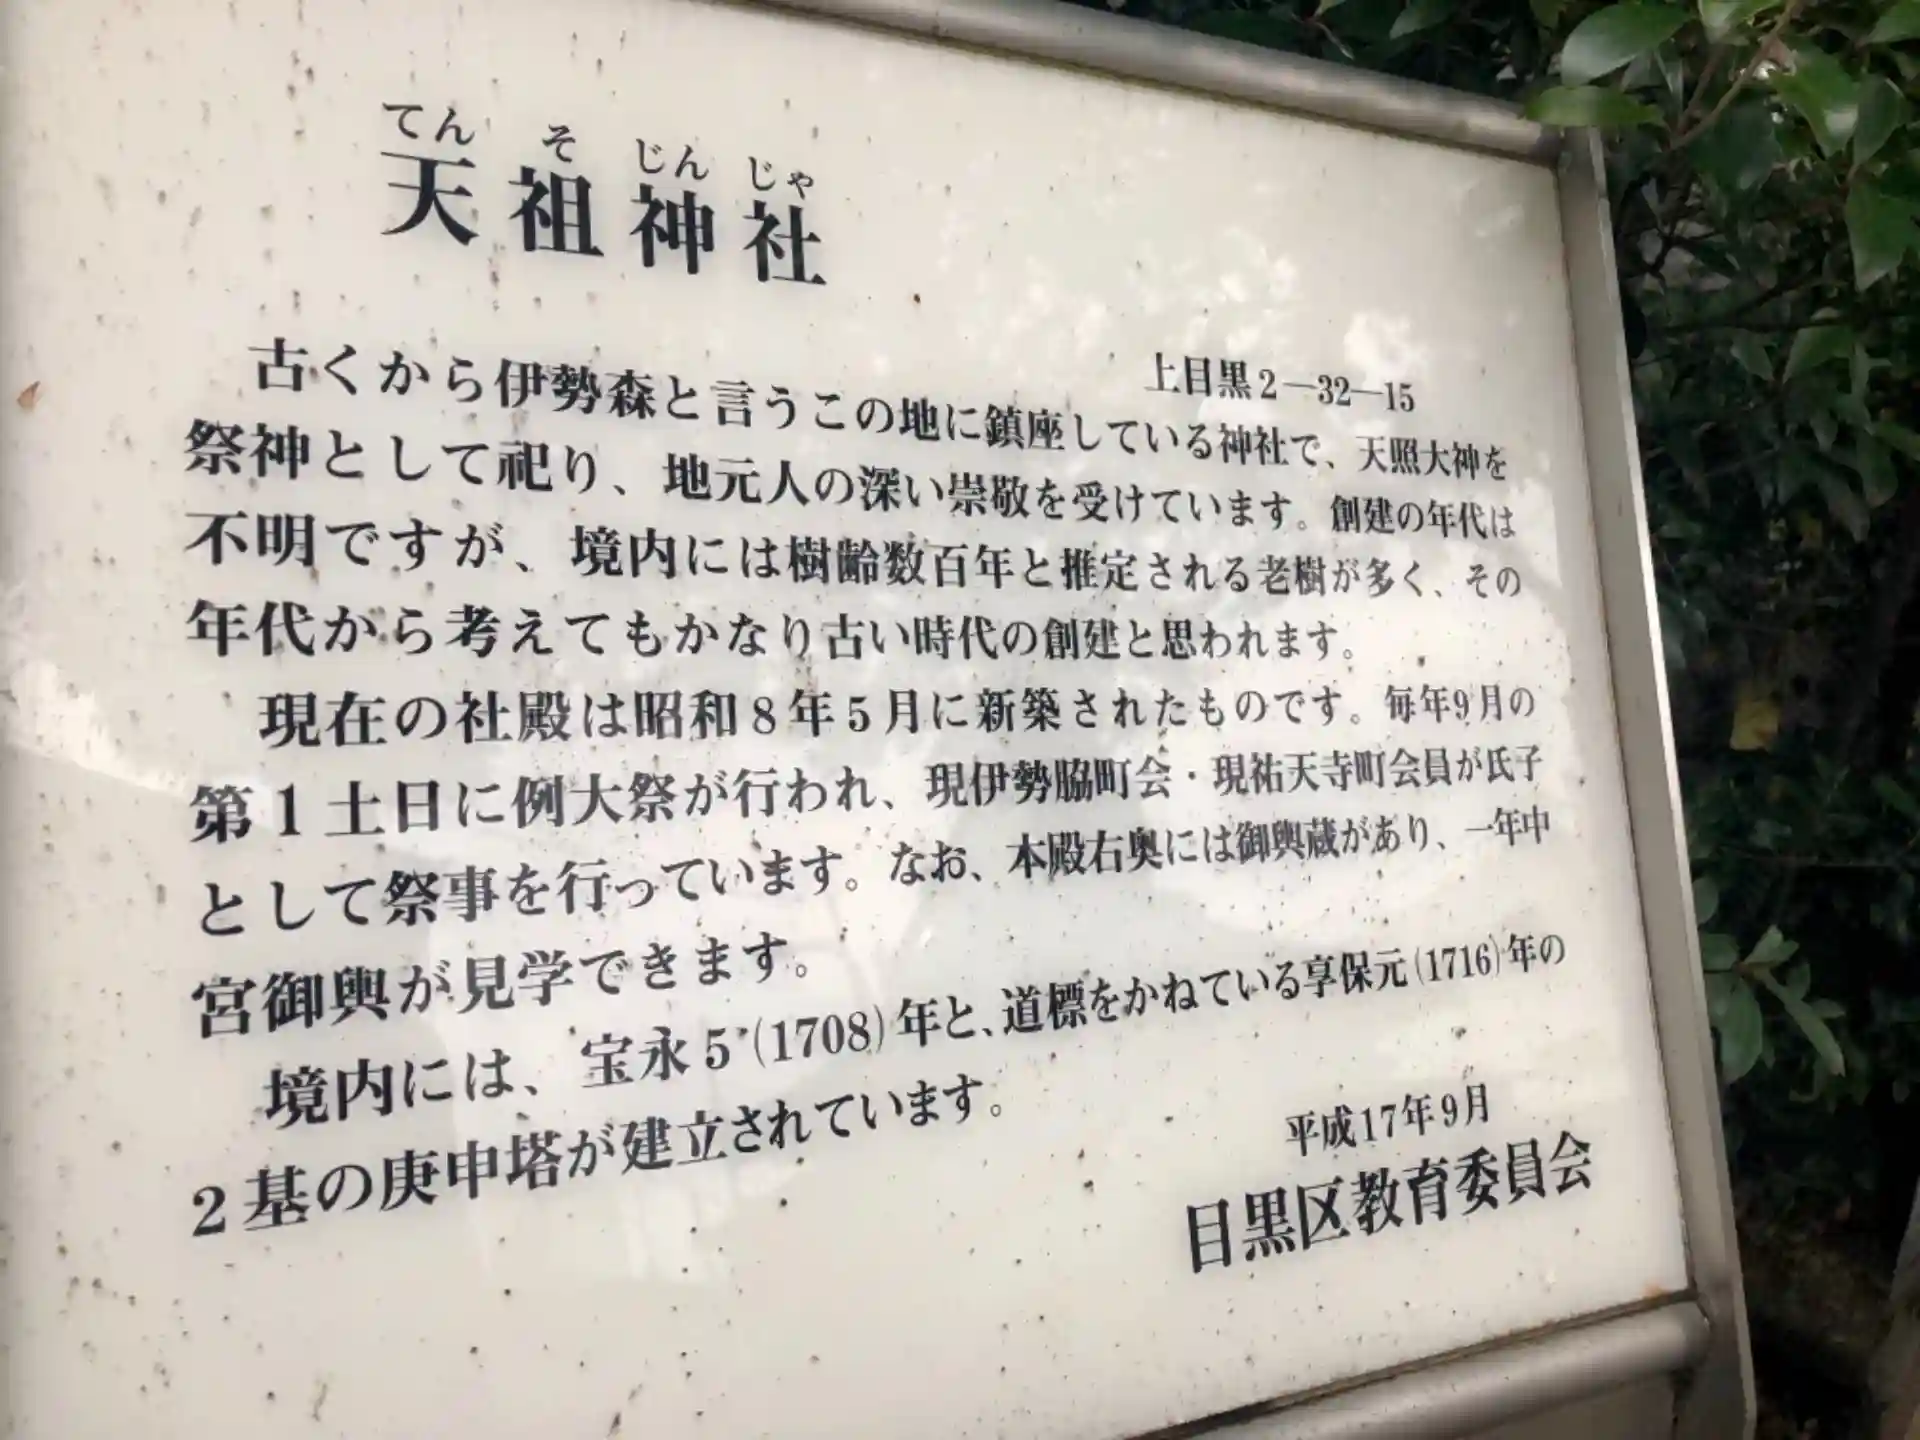 てん そ じん じゃ
天祖神社
上目黒2―32―15
古くから伊勢森と言うこの地に鎮座している神社で、天照大神を
祭神として祀り、地元人の深い崇敬を受けています。創建の年代は
不明ですが、境内には樹齢数百年と推定される老樹が多く、その
年代から考えてもかなり古い時代の創建と思われます。
現在の社殿は昭和8年5月に新築されたものです。毎年9月の
第1土日に例大祭が行われ、現伊勢脇町会・現祐天寺町会員が氏子
として祭事を行っています。なお、本殿右奥には御輿蔵があり、一年中
宮御輿が見学できます。
境内には、宝永5(1708)年と、道標をかねている享保元(1716)年の
2基の庚申塔が建立されています。
平成17年9月
目黒区教育委員会